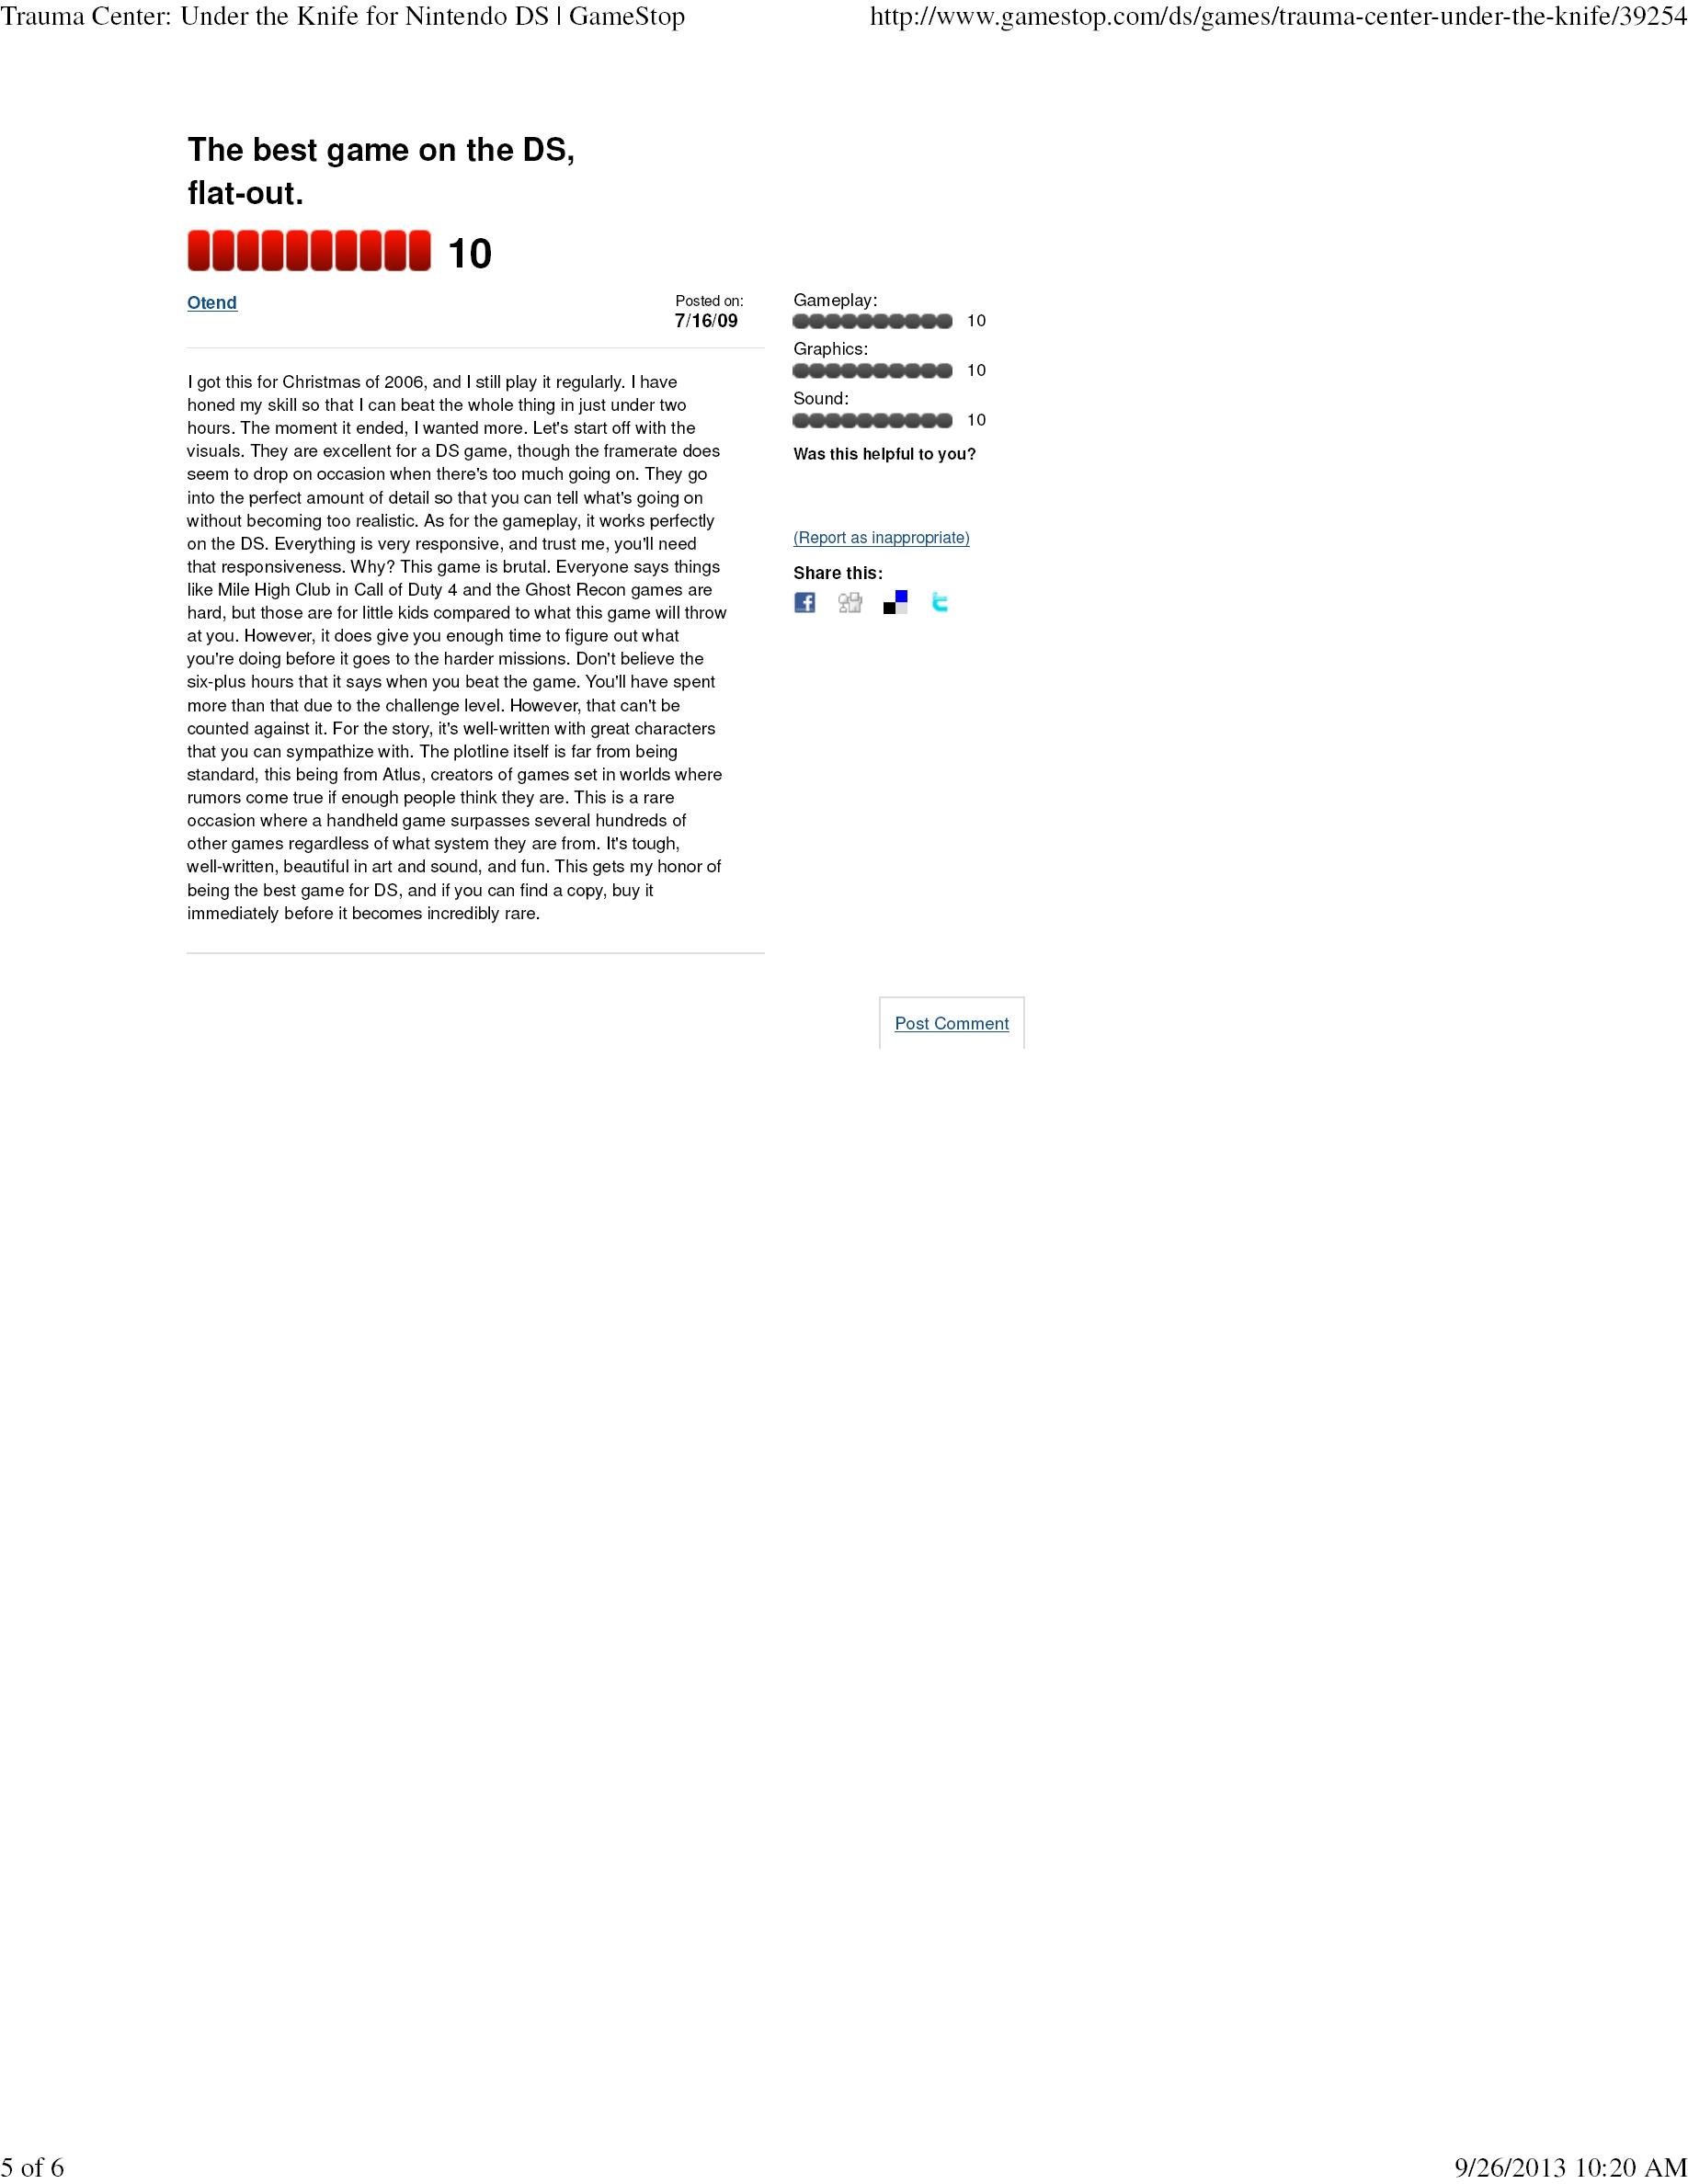 Trauma Center: Under the Knife for Nintendo DS | GameStop
http://www.gamestop.com/ds/games/trauma-center-under-the-knife/39254
The best game on the DS,
flat-out.
10
Otend
Posted on:
7/16/09
I got this for Christmas of 2006, and I still play it regularly. I have
honed my skill so that I can beat the whole thing in just under two
hours. The moment it ended, I wanted more. Let's start off with the
visuals. They are excellent for a DS game, though the framerate does
seem to drop on occasion when there's too much going on. They go
into the perfect amount of detail so that you can tell what's going on
without becoming too realistic. As for the gameplay, it works perfectly
on the DS. Everything is very responsive, and trust me, you'll need
that responsiveness. Why? This game is brutal. Everyone says things
like Mile High Club in Call of Duty 4 and the Ghost Recon games are
hard, but those are for little kids compared to what this game will throw
at you. However, it does give you enough time to figure out what
you're doing before it goes to the harder missions. Don't believe the
six-plus hours that it says when you beat the game. You'll have spent
more than that due to the challenge level. However, that can't be
counted against it. For the story, it's well-written with great characters
that you can sympathize with. The plotline itself is far from being
standard, this being from Atlus, creators of games set in worlds where
rumors come true if enough people think they are. This is a rare
occasion where a handheld game surpasses several hundreds of
other games regardless of what system they are from. It's tough,
well-written, beautiful in art and sound, and fun. This gets my honor of
being the best game for DS, and if you can find a copy, buy it
immediately before it becomes incredibly rare.
Gameplay:
10
Graphics:
10
Sound:
10
Was this helpful to you?
(Report as inappropriate)
Share this:
Post Comment
5 of 6
9/26/2013 10:20 AM